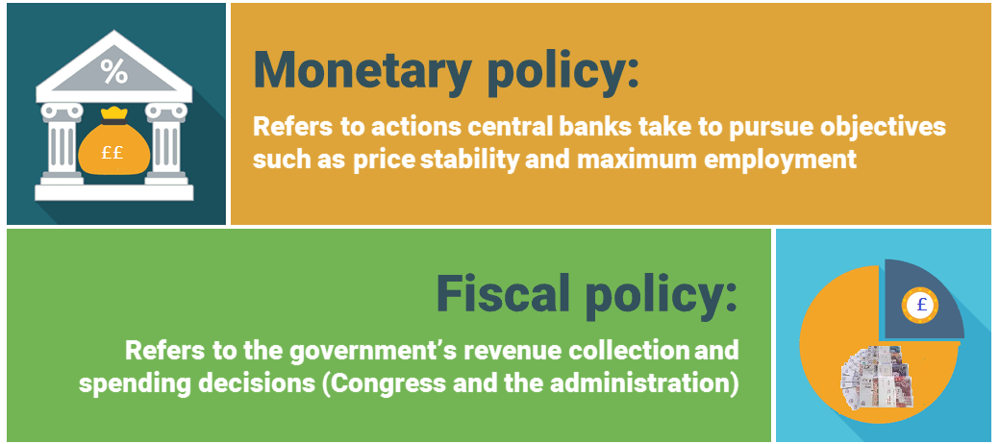 %
££
Monetary policy:
Refers to actions central banks take to pursue objectives
such as price stability and maximum employment
Fiscal policy:
Refers to the government’s revenue collection and
spending decisions (Congress and the administration)
£